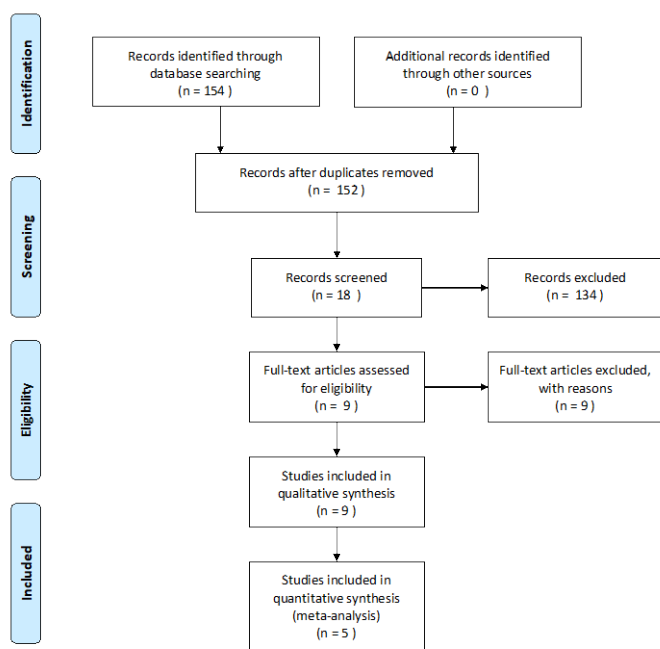 Identification
Records identified through
database searching
(n = 154 )
Additional records identified
through other sources
(n = 0 )
Records after duplicates removed
(n = 152)
Screening
Records screened
(n = 18 )
Records excluded
(n = 134 )
Eligibility
Full-text articles assessed
for eligibility
(n = 9 )
Full-text articles excluded,
with reasons
(n = 9 )
Studies included in
qualitative synthesis
(n = 9 )
Included
Studies included in
quantitative synthesis
(meta-analysis)
(n = 5 )